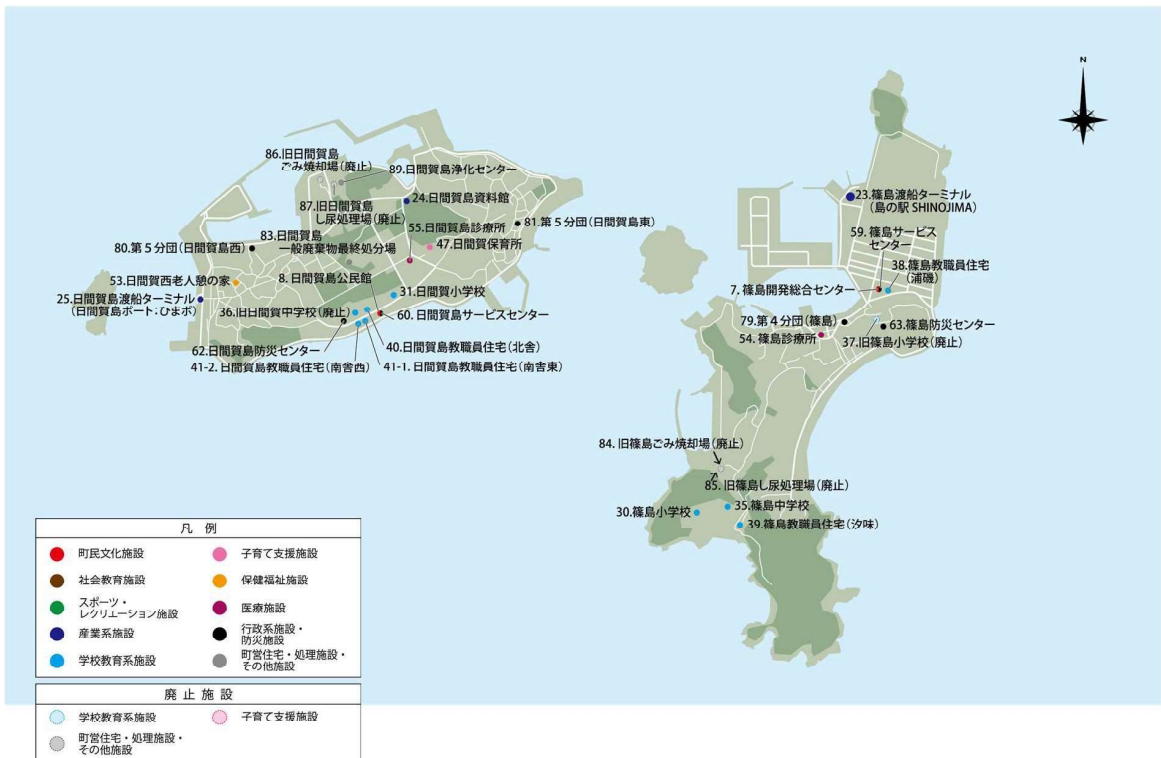 N
86.旧日間賀島
ごみ焼却場(廃止)
89.日間賀島浄化センター
24.日間賀島資料館
87.旧日間賀島
し尿処理場(廃止)
55.日間賀島診療所
81.第5分団(日間賀島東)
83.日間賀島
一般廃棄物最終処分場
47.日間賀保育所
80.第5分団(日間賀島西)
53.日間賀西老人憩の家
8.日間賀島公民館
31.日間賀小学校
25.日間賀島渡船ターミナル
(日間賀島ポート:ひまポ)
36.旧日間賀中学校(廃止)
60.日間賀島サービスセンター
62.日間賀島防災センター
40.日間賀島教職員住宅(北舎)
41-2.日間賀島教職員住宅(南舎西)
41-1.日間賀島教職員住宅(南舎東)
23.篠島渡船ターミナル
(島の駅 SHINOJIMA)
59.篠島サービス
センター
38.篠島教職員住宅
(浦磯)
7.篠島開発総合センター
79.第4分団(篠島)
63.篠島防災センター
54.篠島診療所
37.旧篠島小学校(廃止)
84.旧篠島ごみ焼却場(廃止)
85.旧篠島し尿処理場(廃止)
35.篠島中学校
30.篠島小学校
39.篠島教職員住宅(汐味)
凡 例
町民文化施設
子育て支援施設
社会教育施設
保健福祉施設
スポーツ・
レクリエーション施設
医療施設
産業系施設
行政系施設・
防災施設
学校教育系施設
町営住宅・処理施設・
その他施設
廃 止 施 設
学校教育系施設
子育て支援施設
町営住宅・処理施設・
その他施設